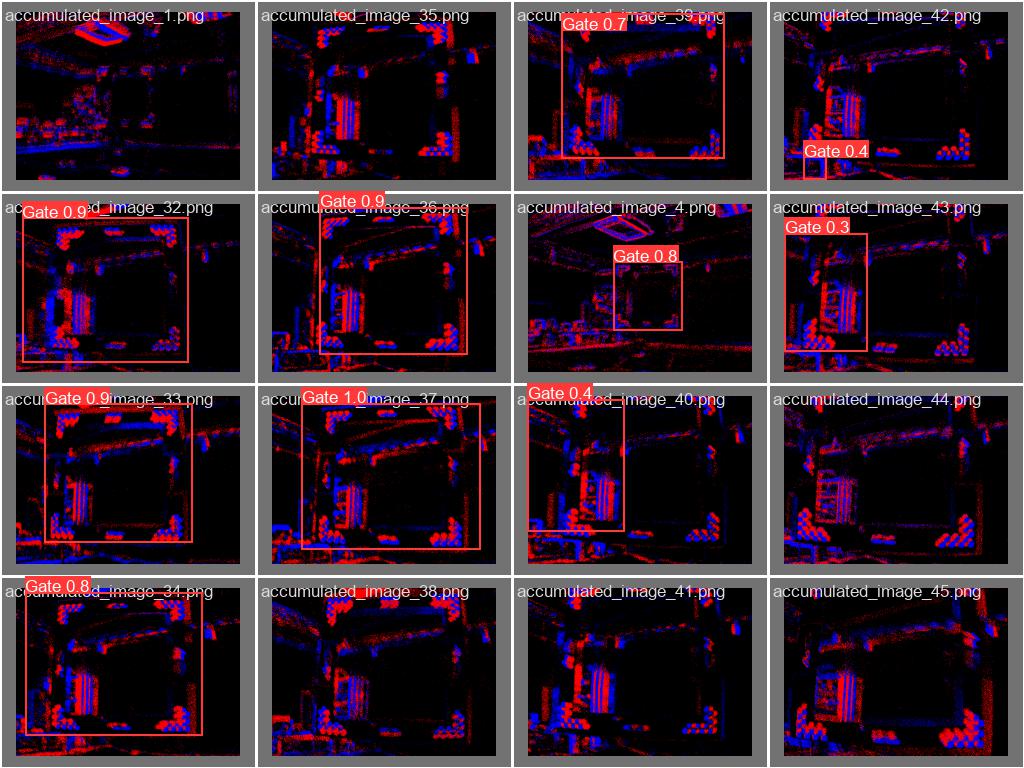 accumulated_image_1.png
accumulated_image_35.png
accumulated_image_39.png
Gate 0.7
accumulated_image_42.png
Gate 0.4
accumulated_image_32.png
Gate 0.9
accumulated_image_36.png
Gate 0.9
accumulated_image_4.png
Gate 0.8
accumulated_image_43.png
Gate 0.3
accumulated_image_33.png
Gate 0.9
accumulated_image_37.png
Gate 1.0
accumulated_image_40.png
Gate 0.4
accumulated_image_44.png
accumulated_image_34.png
Gate 0.8
accumulated_image_38.png
accumulated_image_41.png
accumulated_image_45.png